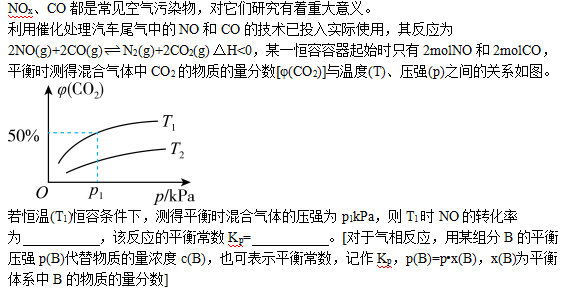 NOX、CO 都是常见空气污染物，对它们研究有着重大意义。
利用催化处理汽车尾气中的 NO 和 CO 的技术已投入实际使用，其反应为
2NO(g)+2CO(g)⇌N2(g)+2CO2(g) △H<0，某一恒容容器起始时只有 2molNO 和 2molCO，
平衡时测得混合气体中 CO2 的物质的量分数[φ(CO2)]与温度(T)、压强(p)之间的关系如图。
φ(CO2)
T1
50%
T2
O p1 p/kPa
若恒温(T1)恒容条件下，测得平衡时混合气体的压强为 p1kPa，则 T1 时 NO 的转化率
为__________，该反应的平衡常数 Kp=__________。[对于气相反应，用某组分 B 的平衡
压强 p(B)代替物质的量浓度 c(B)，也可表示平衡常数，记作 Kp，p(B)=p•x(B)，x(B)为平衡
体系中 B 的物质的量分数]